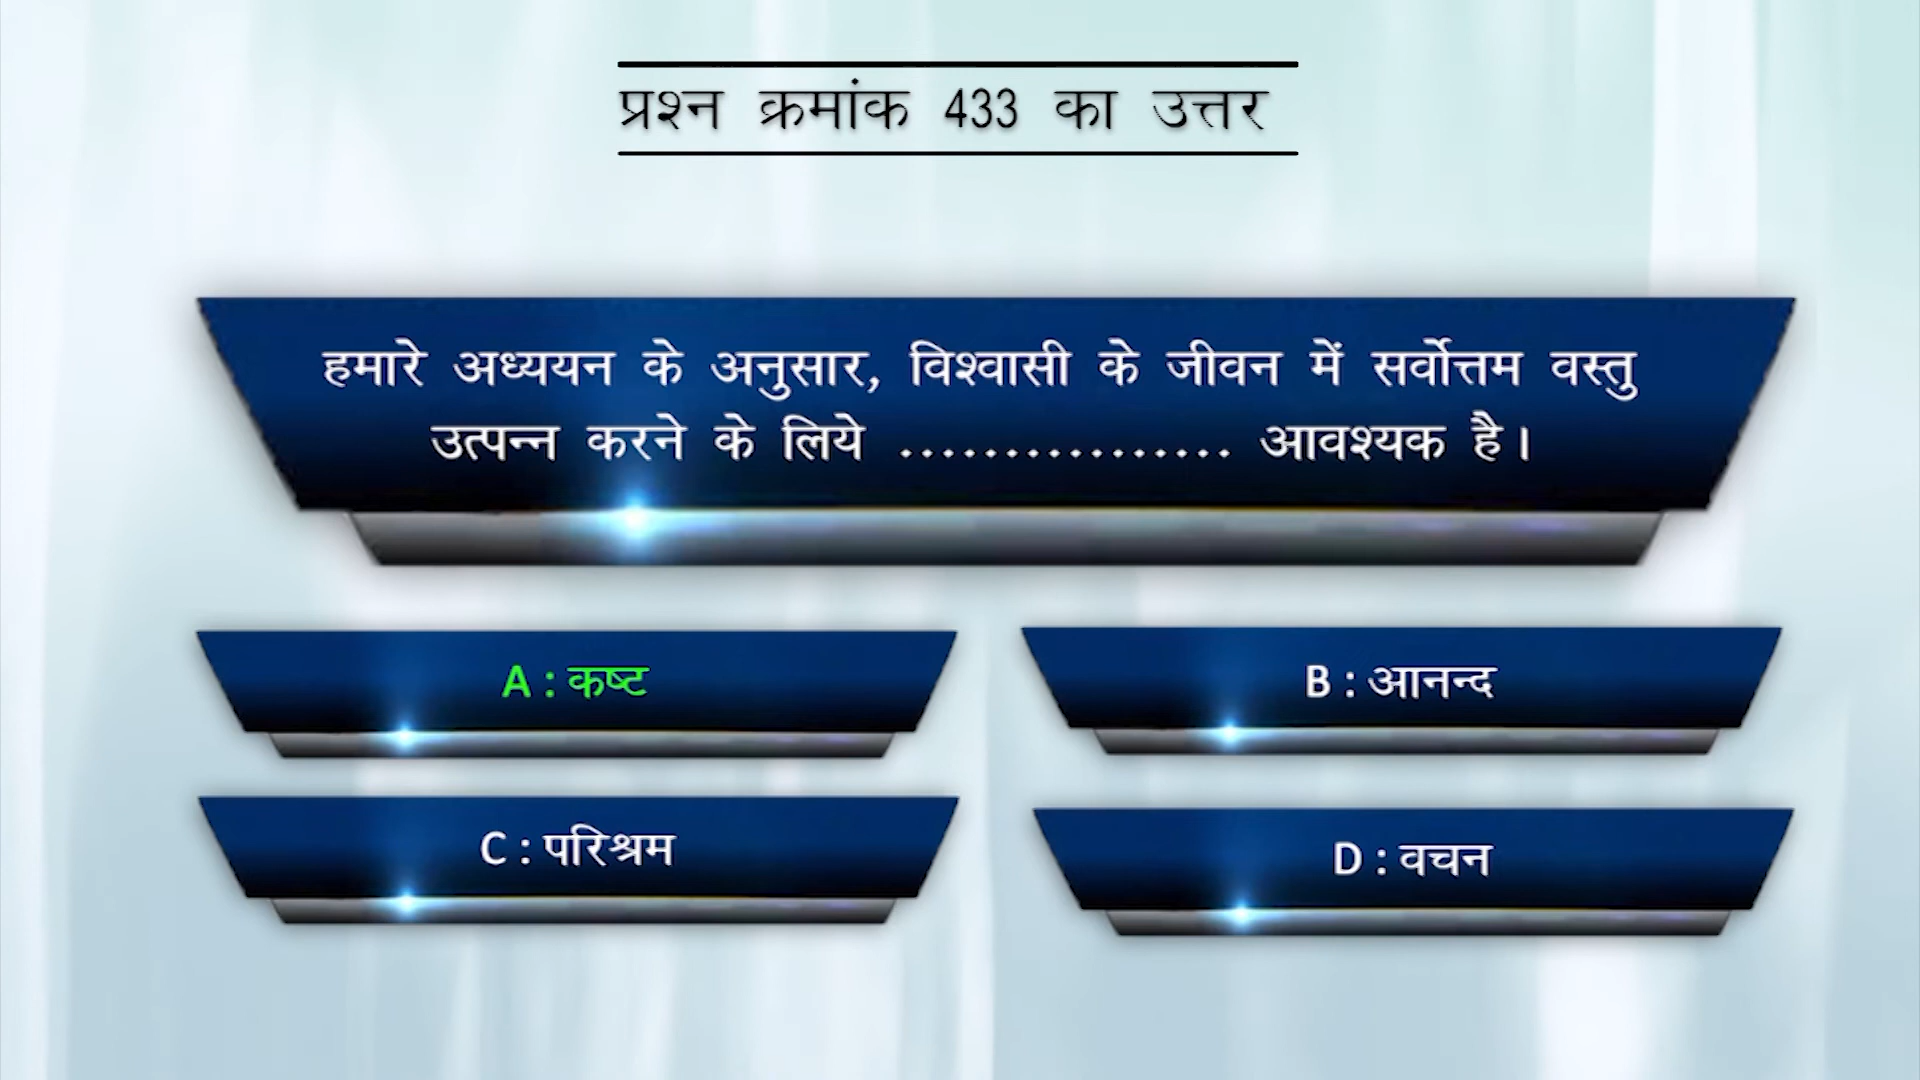 प्रश्न क्रमांक 433 का उत्तर
हमारे अध्ययन के अनुसार, विश्वासी के जीवन में सर्वोत्तम वस्तु
उत्पन्न करने के लिये ................ आवश्यक है।
A : कष्ट
B : आनन्द
C : परिश्रम
D : वचन